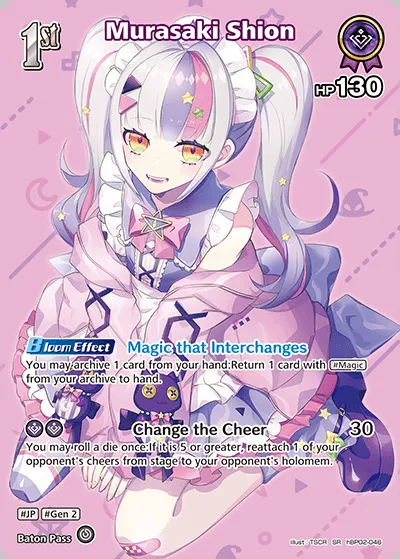 1st
Murasaki Shion
HP 130
Bloom Effect Magic that Interchanges
You may archive 1 card from your hand:Return 1 card with #Magic
from your archive to hand.
Change the Cheer 30
You may roll a die once:If it is 5 or greater, reattach 1 of your
opponent's cheers from stage to your opponent's holomem.
#JP #Gen 2
Baton Pass
illust : TSCR SR hBP02-046